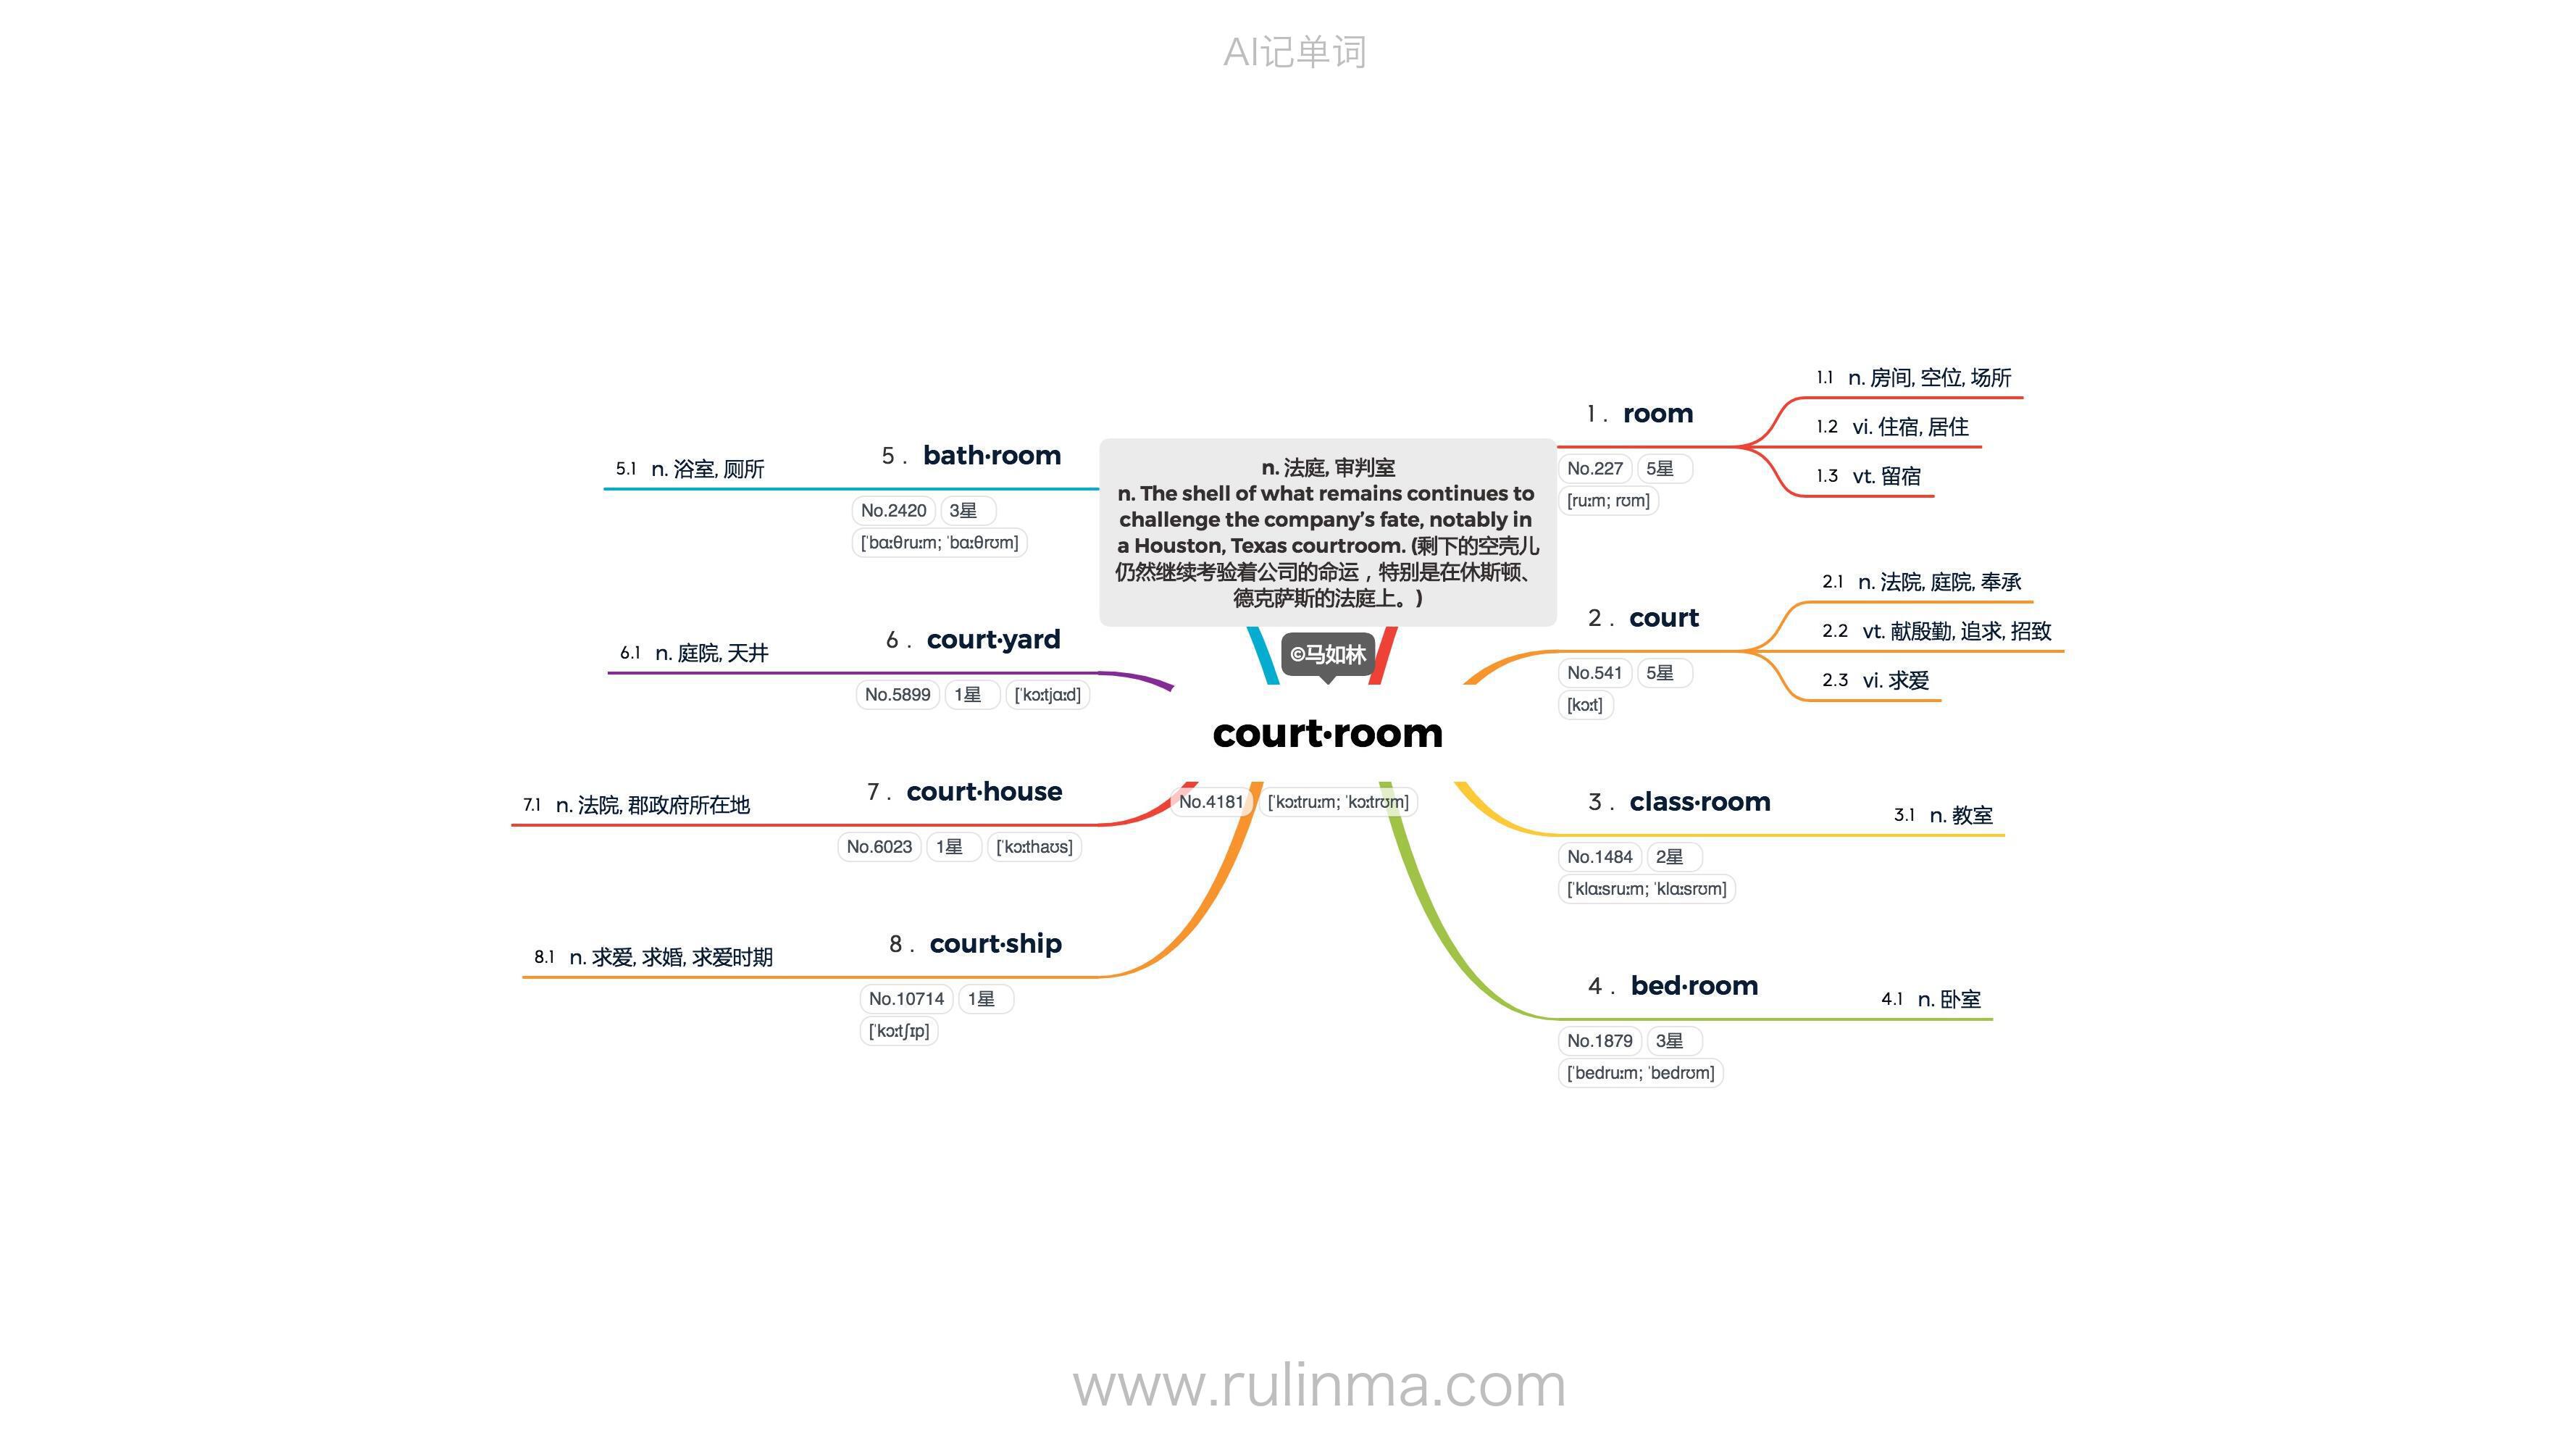 AI记单词
n. 法庭, 审判室
n. The shell of what remains continues to
challenge the company’s fate, notably in
a Houston, Texas courtroom. (剩下的空壳儿
仍然继续考验着公司的命运，特别是在休斯顿、
德克萨斯的法庭上。)
©马如林
court·room
No.4181 [ˈkɔːtruːm; ˈkɔːtrʊm]
1. room
No.227 5星
[ruːm; rʊm]
1.1 n. 房间, 空位, 场所
1.2 vi. 住宿, 居住
1.3 vt. 留宿
2. court
No.541 5星
[kɔːt]
2.1 n. 法院, 庭院, 奉承
2.2 vt. 献殷勤, 追求, 招致
2.3 vi. 求爱
3. class·room
No.1484 2星
[ˈklɑːsruːm; ˈklɑːsrʊm]
3.1 n. 教室
4. bed·room
No.1879 3星
[ˈbedruːm; ˈbedrʊm]
4.1 n. 卧室
5. bath·room
No.2420 3星
[ˈbɑːθruːm; ˈbɑːθrʊm]
5.1 n. 浴室, 厕所
6. court·yard
No.5899 1星 [ˈkɔːtjɑːd]
6.1 n. 庭院, 天井
7. court·house
No.6023 1星 [ˈkɔːthaʊs]
7.1 n. 法院, 郡政府所在地
8. court·ship
No.10714 1星
[ˈkɔːtʃɪp]
8.1 n. 求爱, 求婚, 求爱时期
www.rulinma.com